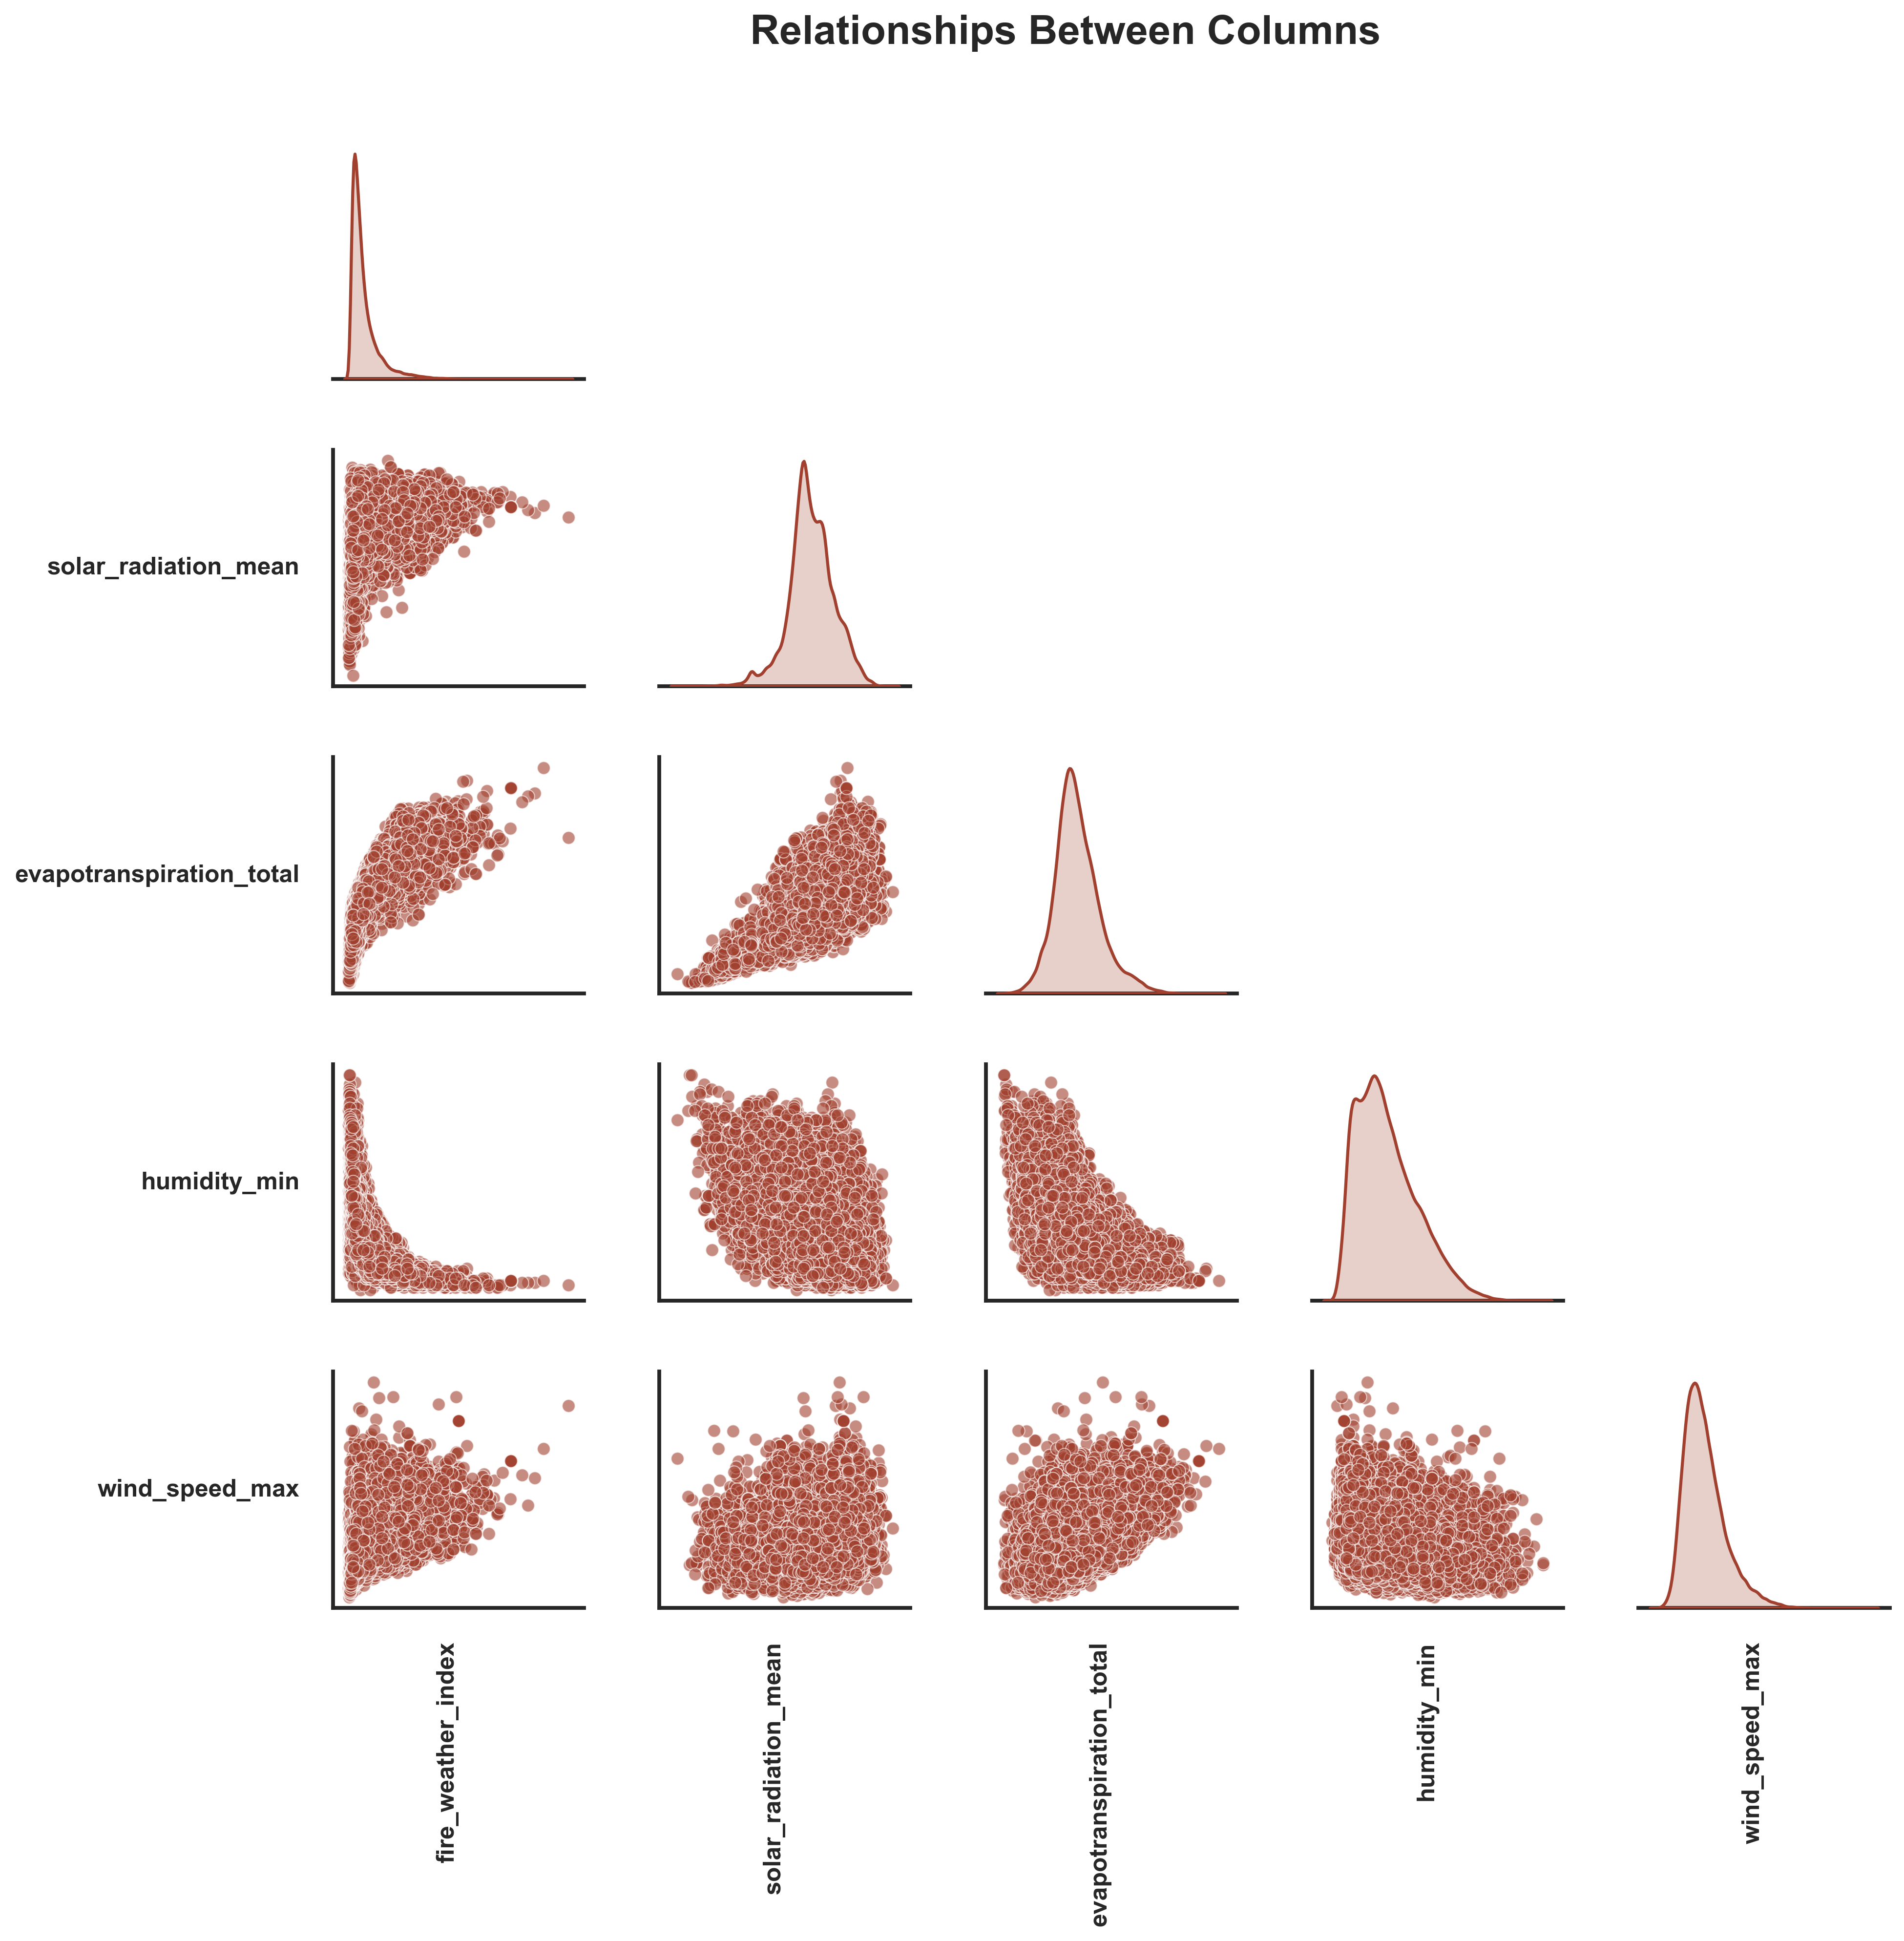 Relationships Between Columns
solar_radiation_mean
evapotranspiration_total
humidity_min
wind_speed_max
fire_weather_index
solar_radiation_mean
evapotranspiration_total
humidity_min
wind_speed_max